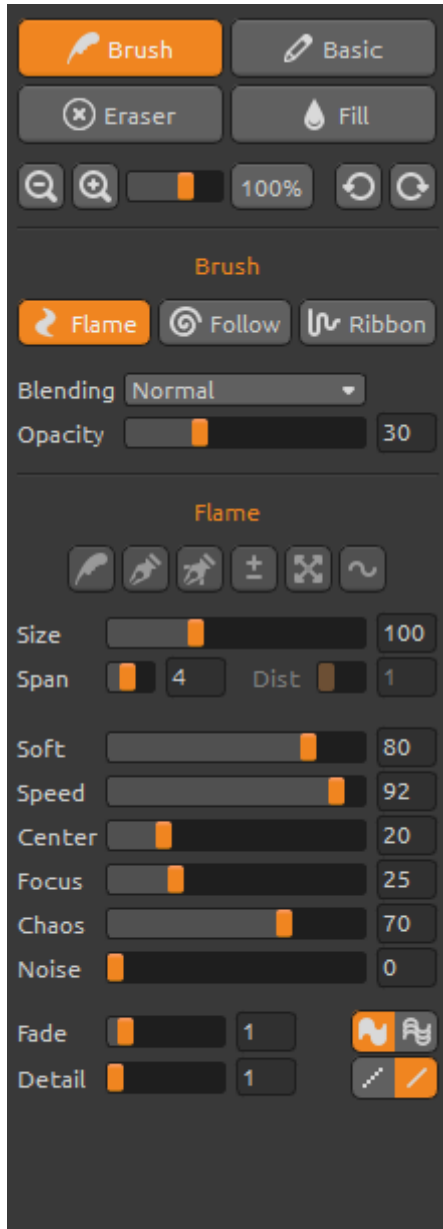 Brush Basic
Eraser Fill
100%
Brush
Flame Follow Ribbon
Blending Normal
Opacity 30
Flame
Size 100
Span 4 Dist 1
Soft 80
Speed 92
Center 20
Focus 25
Chaos 70
Noise 0
Fade 1
Detail 1